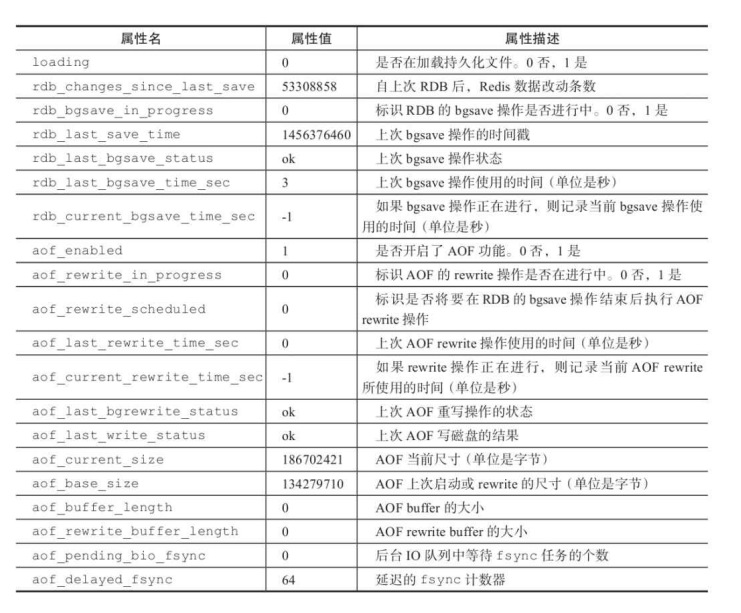 属性名 属性值 属性描述
loading 0 是否在加载持久化文件。0 否，1 是
rdb_changes_since_last_save 53308858 自上次 RDB 后，Redis 数据改动条数
rdb_bgsave_in_progress 0 标识 RDB 的 bgsave 操作是否进行中。0 否，1 是
rdb_last_save_time 1456376460 上次 bgsave 操作的时间戳
rdb_last_bgsave_status ok 上次 bgsave 操作状态
rdb_last_bgsave_time_sec 3 上次 bgsave 操作使用的时间（单位是秒）
rdb_current_bgsave_time_sec -1 如果 bgsave 操作正在进行，则记录当前 bgsave 操作使
用的时间（单位是秒）
aof_enabled 1 是否开启了 AOF 功能。0 否，1 是
aof_rewrite_in_progress 0 标识 AOF 的 rewrite 操作是否在进行中。0 否，1 是
aof_rewrite_scheduled 0 标识是否将要在 RDB 的 bgsave 操作结束后执行 AOF
rewrite 操作
aof_last_rewrite_time_sec 0 上次 AOF rewrite 操作使用的时间（单位是秒）
aof_current_rewrite_time_sec -1 如果 rewrite 操作正在进行，则记录当前 AOF rewrite
所使用的时间（单位是秒）
aof_last_bgrewrite_status ok 上次 AOF 重写操作的状态
aof_last_write_status ok 上次 AOF 写磁盘的结果
aof_current_size 186702421 AOF 当前尺寸（单位是字节）
aof_base_size 134279710 AOF 上次启动或 rewrite 的尺寸（单位是字节）
aof_buffer_length 0 AOF buffer 的大小
aof_rewrite_buffer_length 0 AOF rewrite buffer 的大小
aof_pending_bio_fsync 0 后台 IO 队列中等待 fsync 任务的个数
aof_delayed_fsync 64 延迟的 fsync 计数器